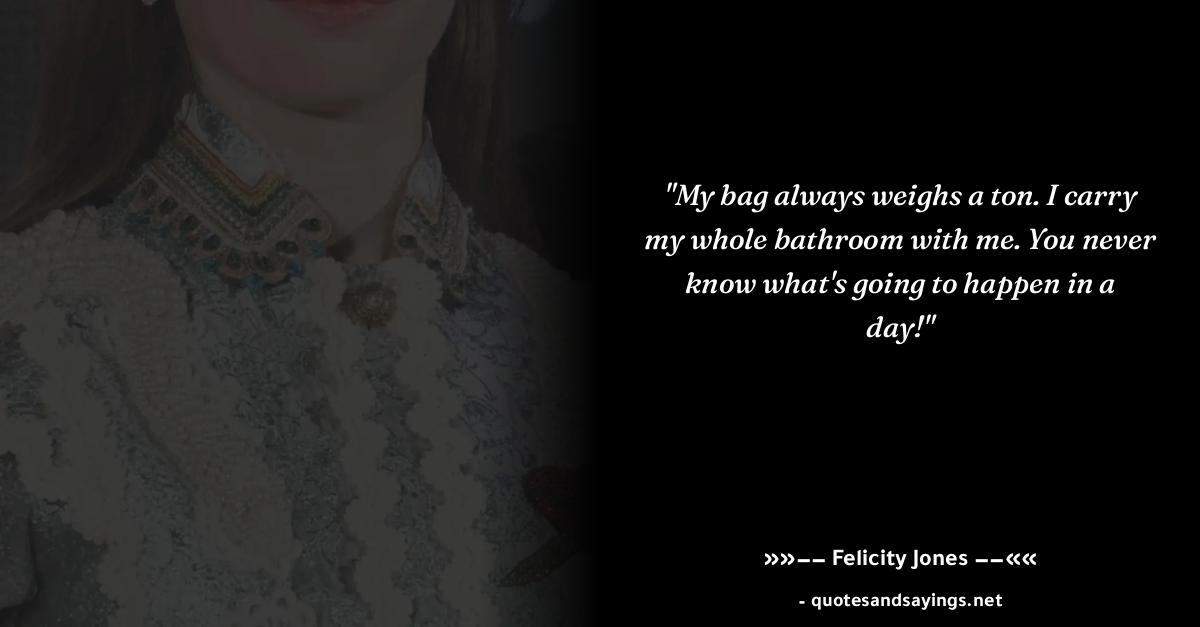 "My bag always weighs a ton. I carry
my whole bathroom with me. You never
know what's going to happen in a
day!"
»»−− Felicity Jones −−««
- quotesandsayings.net